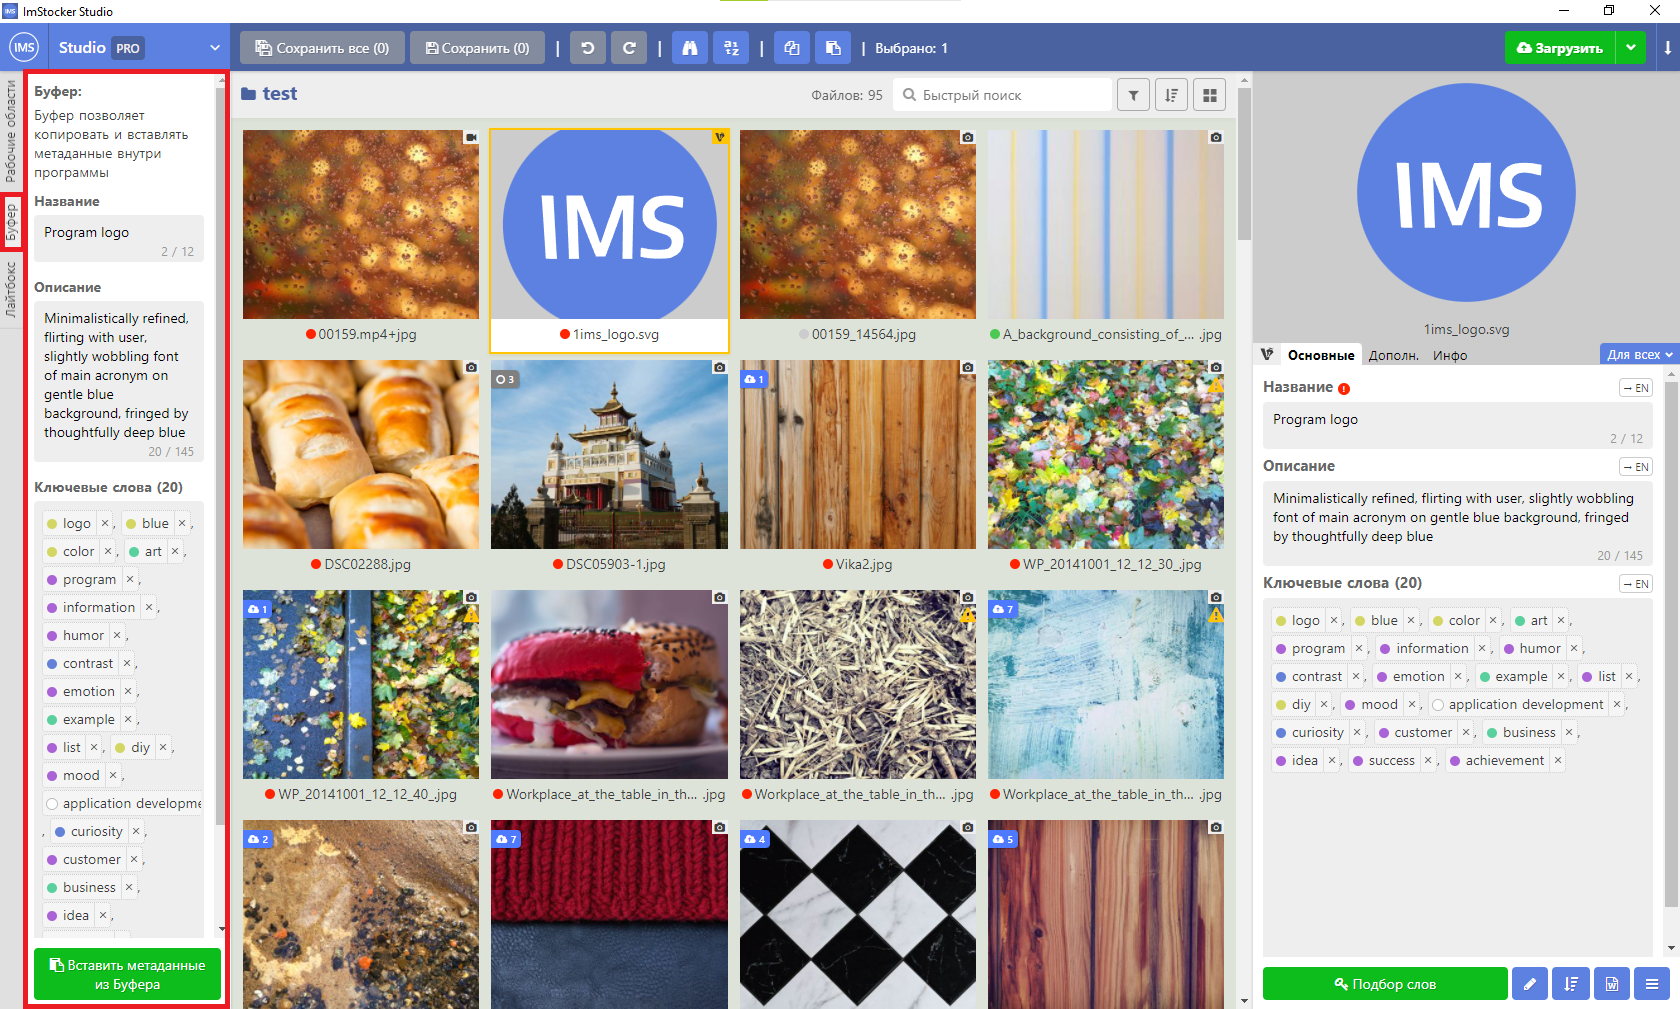 ImStocker Studio
IMS
Studio PRO
Сохранить все (0)
Сохранить (0)
Выбрано: 1
Загрузить
Рабочие области
Буфер
Лайтбокс
Буфер:
Буфер позволяет
копировать и вставлять
метаданные внутри
программы
Название
Program logo
2 / 12
Описание
Minimalistically refined,
flirting with user,
slightly wobbling font
of main acronym on
gentle blue
background, fringed by
thoughtfully deep blue
20 / 145
Ключевые слова (20)
logo ×, blue ×,
color ×, art ×,
program ×,
information ×,
humor ×,
contrast ×,
emotion ×,
example ×,
list ×, diy ×,
mood ×,
application developme
, curiosity ×,
customer ×,
business ×,
idea ×,
Вставить метаданные
из Буфера
test
Файлов: 95
Быстрый поиск
IMS
00159.mp4+jpg
1ims_logo.svg
00159_14564.jpg
A_background_consisting_of_... .jpg
3
1
DSC02288.jpg
DSC05903-1.jpg
Vika2.jpg
WP_20141001_12_12_30_.jpg
1
7
WP_20141001_12_12_40_.jpg
Workplace_at_the_table_in_th... .jpg
Workplace_at_the_table_in_th... .jpg
Workplace_at_the_table_in_th... .jpg
2
7
4
5
IMS
1ims_logo.svg
Основные
Дополн.
Инфо
Для всех
Название
→ EN
Program logo
2 / 12
Описание
→ EN
Minimalistically refined, flirting with user, slightly wobbling
font of main acronym on gentle blue background, fringed
by thoughtfully deep blue
20 / 145
Ключевые слова (20)
→ EN
logo ×, blue ×, color ×, art ×,
program ×, information ×, humor ×,
contrast ×, emotion ×, example ×, list ×,
diy ×, mood ×, application development ×,
curiosity ×, customer ×, business ×,
idea ×, success ×, achievement ×
Подбор слов